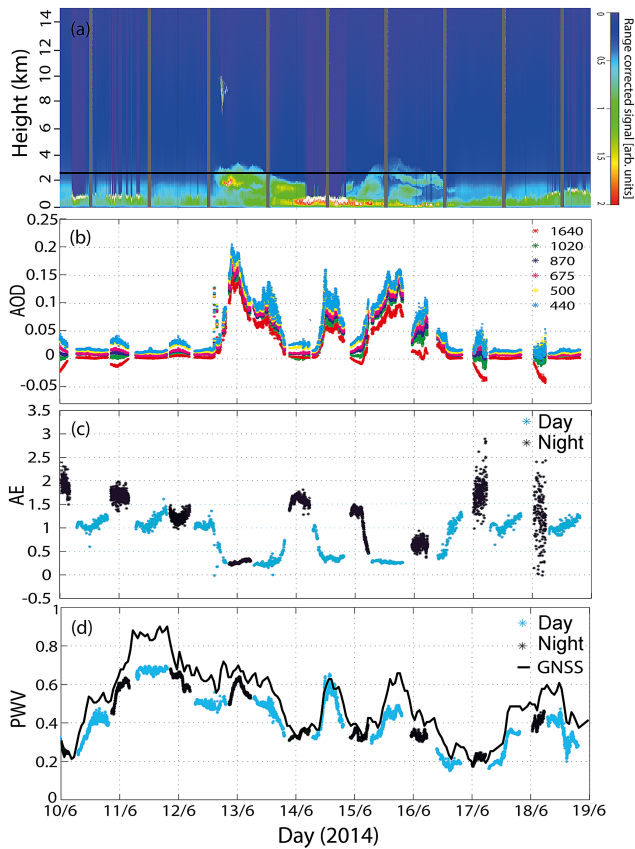 (a)
Height (km)
14
12
10
8
6
4
2
0
0
0.5
1
1.5
2
Range corrected signal [arb, units]
(b)
AOD
0.25
0.2
0.15
0.1
0.05
0
-0.05
1640
1020
870
675
500
440
(c)
AE
3.5
3
2.5
2
1.5
1
0.5
0
-0.5
Day
Night
(d)
PWV
1
0.8
0.6
0.4
0.2
0
Day
Night
GNSS
10/6 11/6 12/6 13/6 14/6 15/6 16/6 17/6 18/6 19/6
Day (2014)